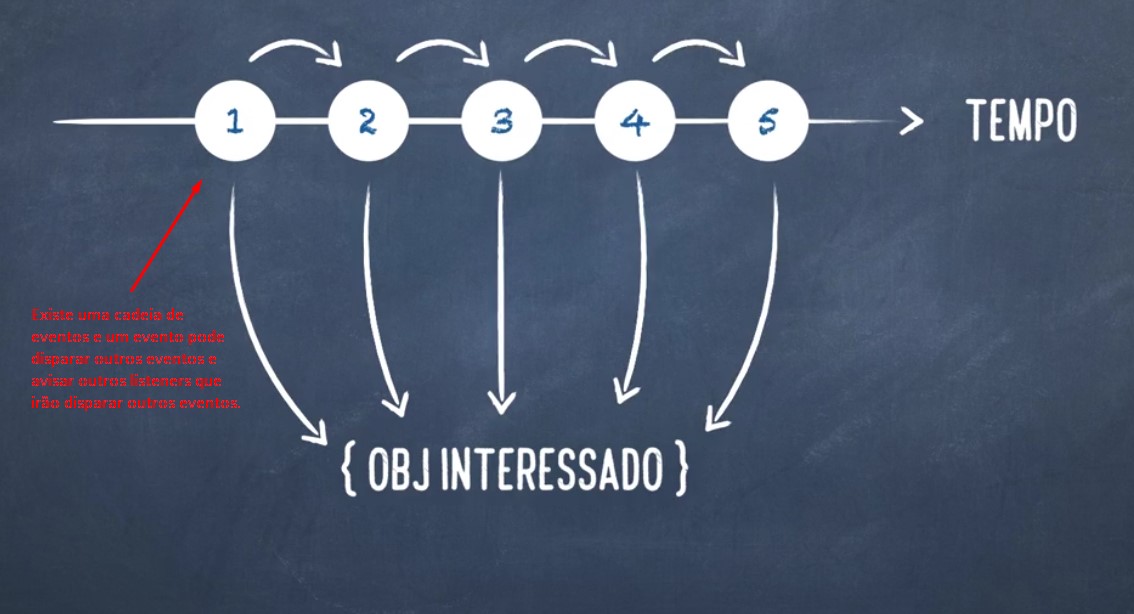 1 2 3 4 5
TEMPO
Existe uma cadeia de
eventos e um evento pode
disparar outros eventos e
avisar outros listeners que
irão disparar outros eventos.
{ OBJ INTERESSADO }